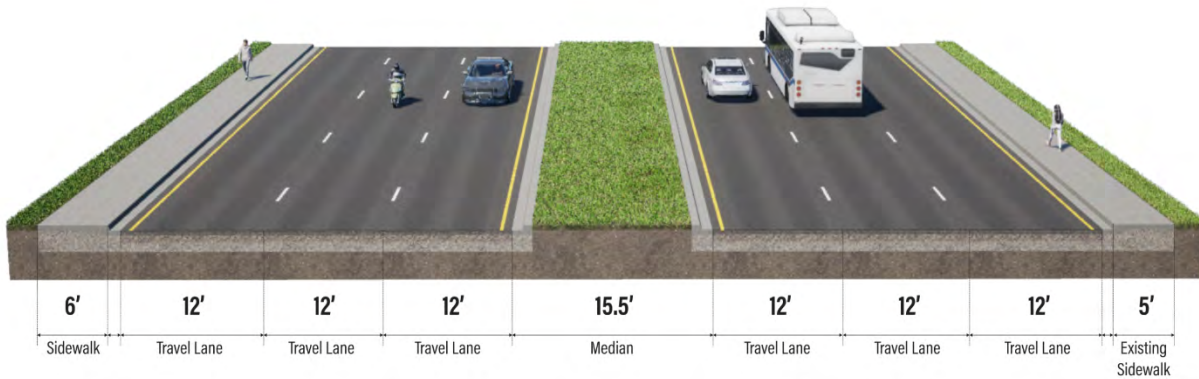 6' 12' 12' 12' 15.5' 12' 12' 12' 5'
Sidewalk Travel Lane Travel Lane Travel Lane Median Travel Lane Travel Lane Travel Lane Existing
Sidewalk